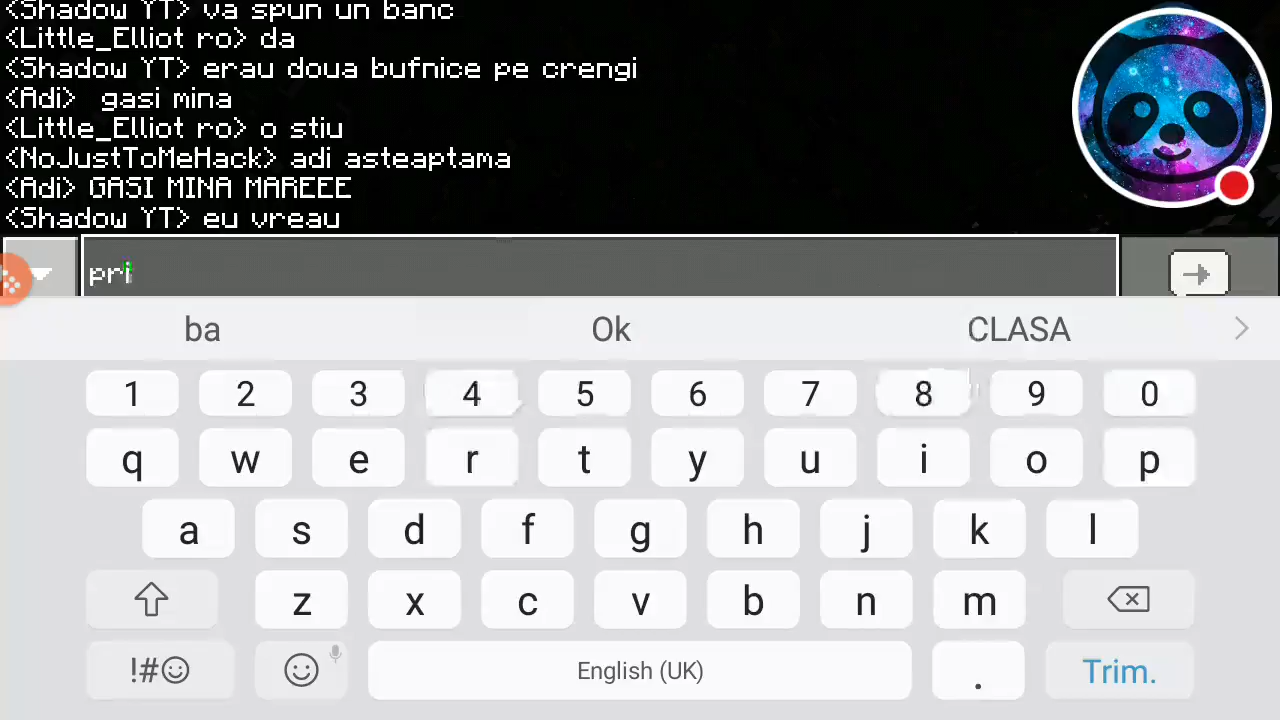 <Shadow YT> va spun un banc
<Little_Elliot ro> da
<Shadow YT> erau doua bufnice pe crengi
<Adi>  gasi mina
<Little_Elliot ro> o stiu
<NoJustToMeHack> adi asteaptama
<Adi> GASI MINA MAREEE
<Shadow YT> eu vreau
pri
ba Ok CLASA
1 2 3 4 5 6 7 8 9 0
q w e r t y u i o p
a s d f g h j k l
z x c v b n m
!#☺ English (UK) . Trim.